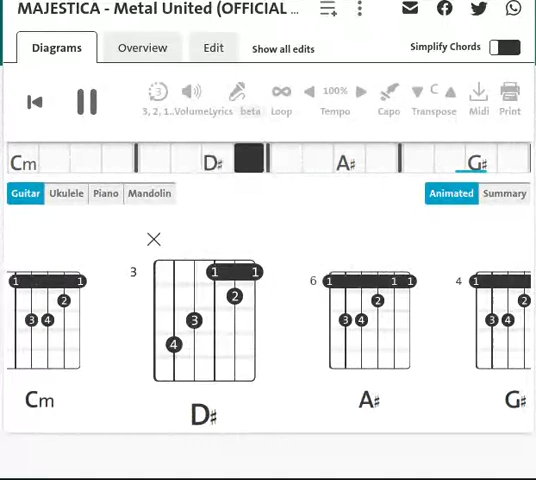 MAJESTICA - Metal United (OFFICIAL ...
Diagrams Overview Edit Show all edits Simplify Chords
3 100% C
3, 2, 1.. Volume Lyrics beta Loop Tempo Capo Transpose Midi Print
Cm D♯ A♯ G♯
Guitar Ukulele Piano Mandolin Animated Summary
1 1 2 3 4
3 1 1 2 3 4
6 1 1 1 2 3 4
4 1 2 3 4
Cm D♯ A♯ G♯